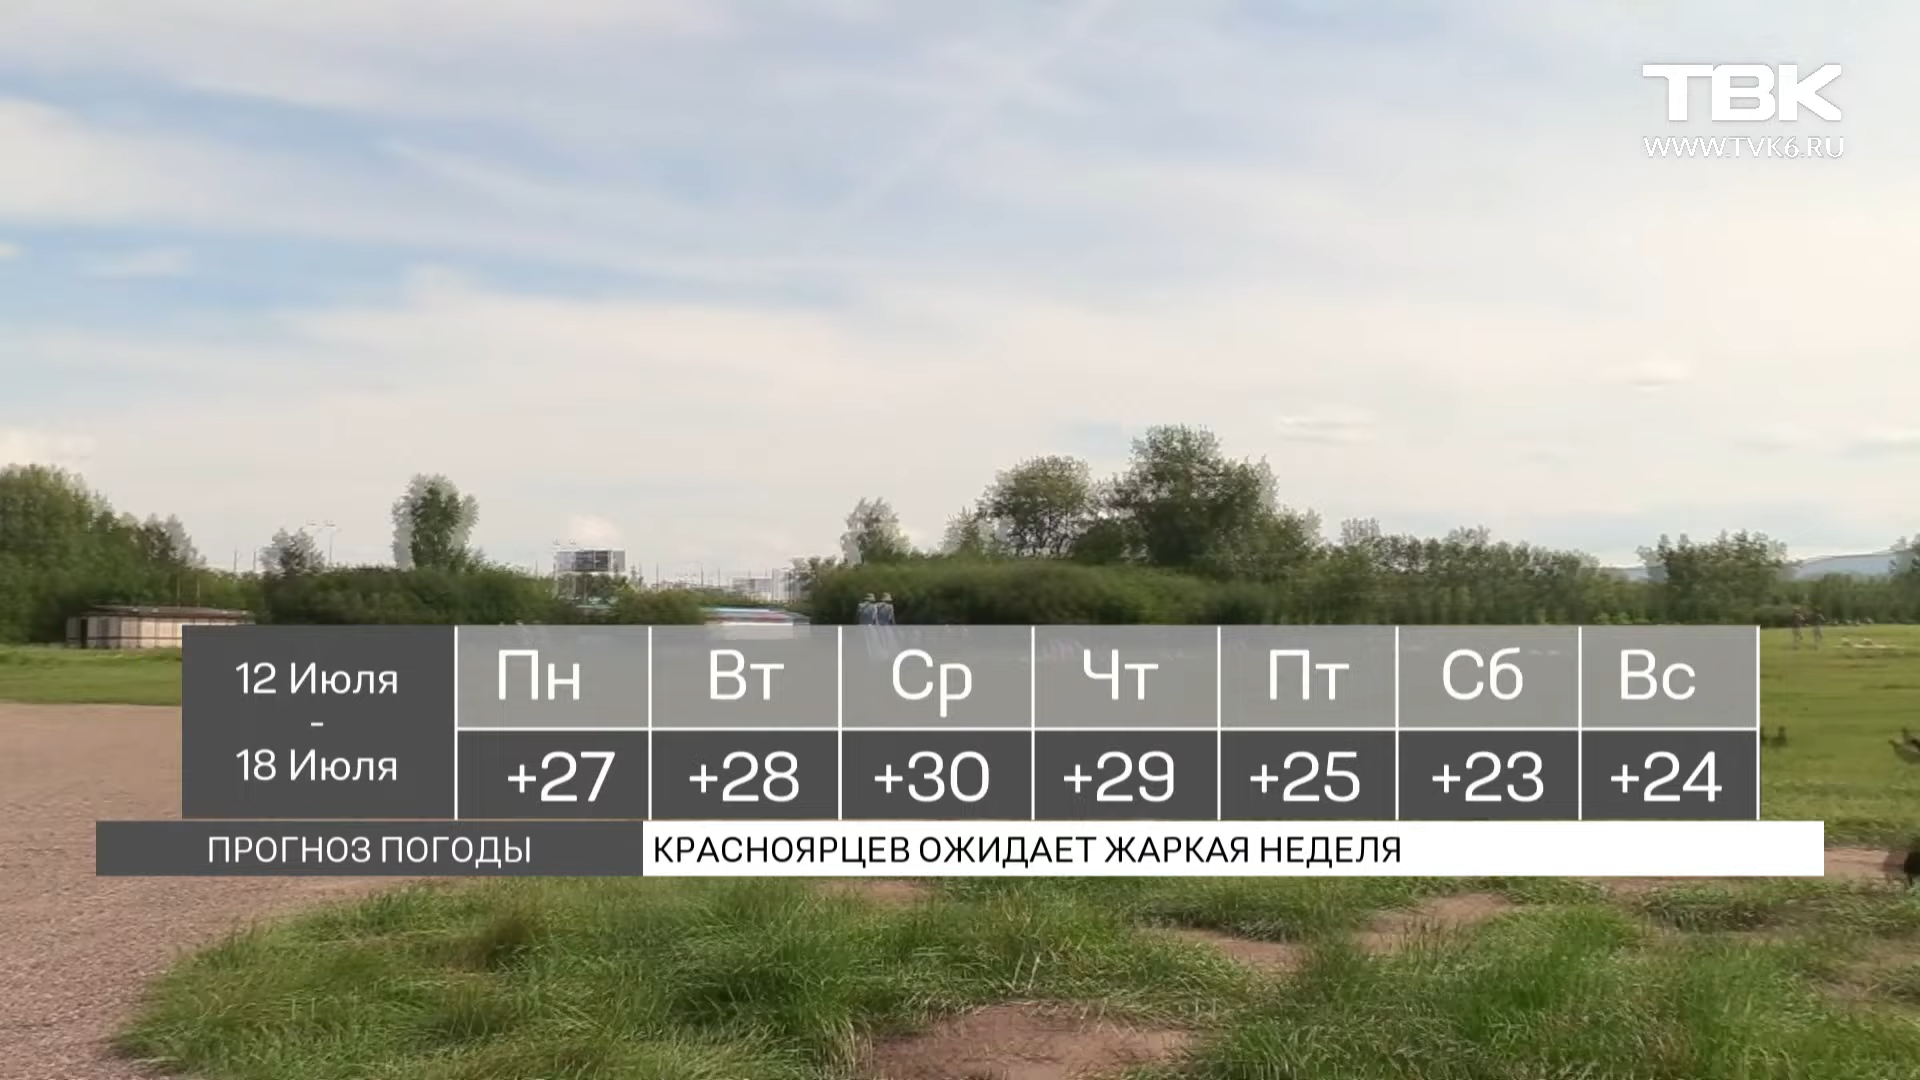 ТВК
WWW.TVK6.RU
12 Июля
-
18 Июля
Пн Вт Ср Чт Пт Сб Вс
+27 +28 +30 +29 +25 +23 +24
ПРОГНОЗ ПОГОДЫ
КРАСНОЯРЦЕВ ОЖИДАЕТ ЖАРКАЯ НЕДЕЛЯ